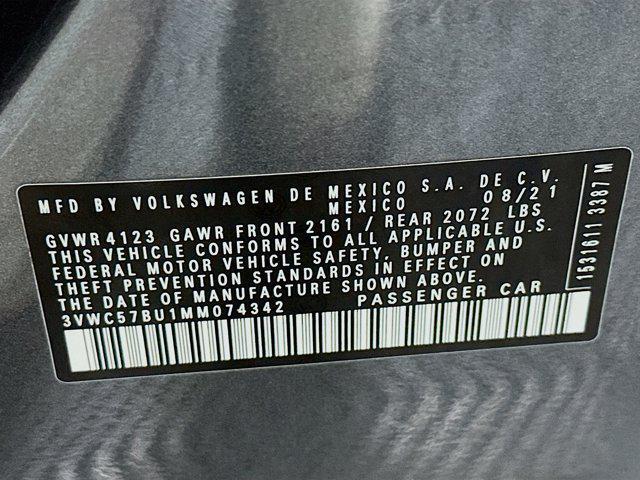 MFD BY VOLKSWAGEN DE MEXICO S.A. DE C.V.
MEXICO 08/21
GVWR 4123 GAWR FRONT 2161 / REAR 2072 LBS
THIS VEHICLE CONFORMS TO ALL APPLICABLE U.S.
FEDERAL MOTOR VEHICLE SAFETY, BUMPER AND
THEFT PREVENTION STANDARDS IN EFFECT ON
THE DATE OF MANUFACTURE SHOWN ABOVE.
3VWC57BU1MM074342 PASSENGER CAR
1531611 3387 M